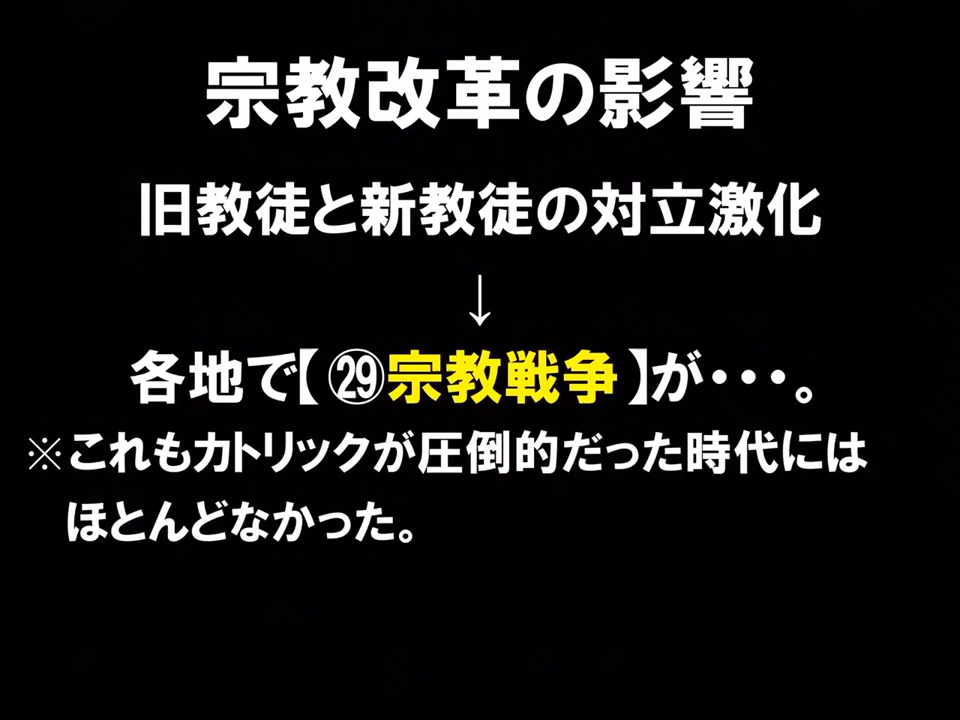 宗教改革の影響
旧教徒と新教徒の対立激化
↓
各地で【㉙宗教戦争】が・・・。
※これもカトリックが圧倒的だった時代には
ほとんどなかった。